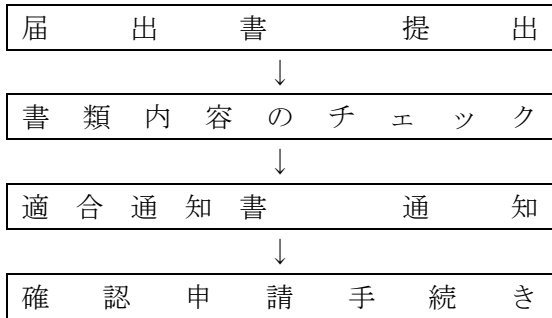 届出書 提出
↓
書類内容のチェック
↓
適合通知書 通知
↓
確認申請手続き